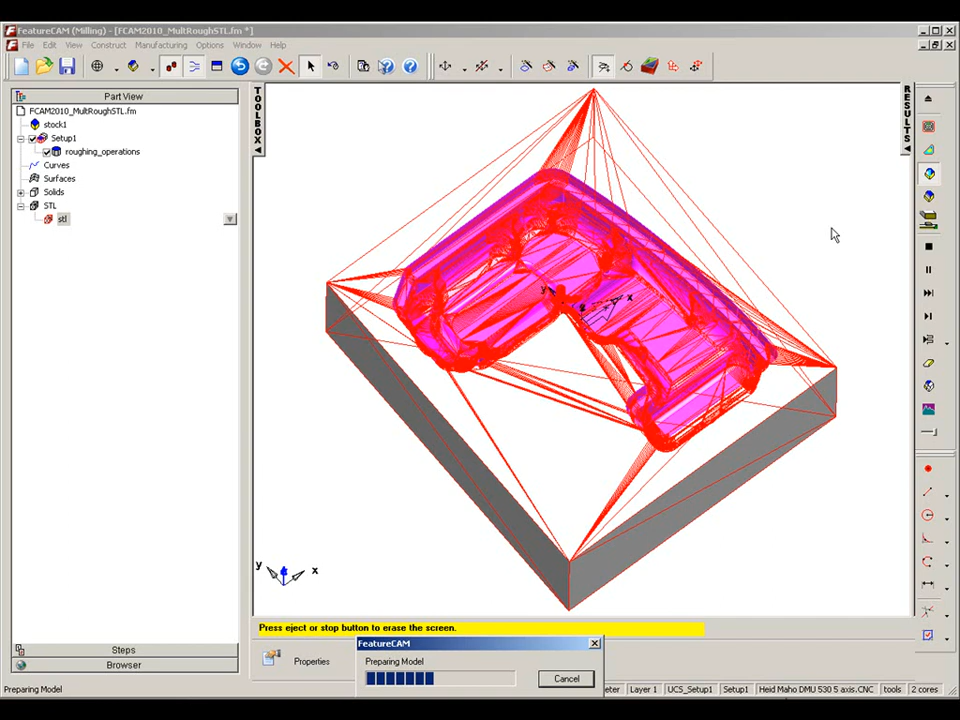 FeatureCAM (Milling) - [FCAM2010_MultRoughSTL.fm *]
File Edit View Construct Manufacturing Options Window Help
Part View
FCAM2010_MultRoughSTL.fm
stock1
Setup1
roughing_operations
Curves
Surfaces
Solids
STL
stl
TOOLBOX
RESULTS
y
x
y
x
Press eject or stop button to erase the screen.
Steps
Browser
Properties
FeatureCAM
Preparing Model
Cancel
Preparing Model
eter Layer 1 UCS_Setup1 Setup1 Heid Maho DMU 530 5 axis.CNC tools 2 cores